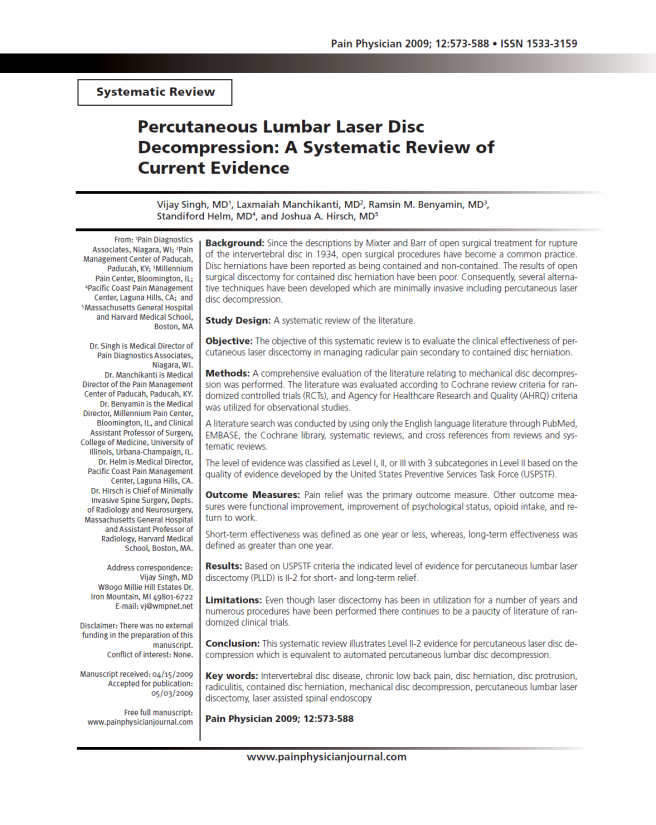 Pain Physician 2009; 12:573-588 • ISSN 1533-3159
Systematic Review
Percutaneous Lumbar Laser Disc
Decompression: A Systematic Review of
Current Evidence
Vijay Singh, MD¹, Laxmaiah Manchikanti, MD², Ramsin M. Benyamin, MD³,
Standiford Helm, MD⁴, and Joshua A. Hirsch, MD⁵
From: ¹Pain Diagnostics
Associates, Niagara, WI; ²Pain
Management Center of Paducah,
Paducah, KY; ³Millennium
Pain Center, Bloomington, IL;
⁴Pacific Coast Pain Management
Center, Laguna Hills, CA; and
⁵Massachusetts General Hospital
and Harvard Medical School,
Boston, MA
Dr. Singh is Medical Director of
Pain Diagnostics Associates,
Niagara, WI.
Dr. Manchikanti is Medical
Director of the Pain Management
Center of Paducah, Paducah, KY.
Dr. Benyamin is the Medical
Director, Millennium Pain Center,
Bloomington, IL, and Clinical
Assistant Professor of Surgery,
College of Medicine, University of
Illinois, Urbana-Champaign, IL.
Dr. Helm is Medical Director,
Pacific Coast Pain Management
Center, Laguna Hills, CA.
Dr. Hirsch is Chief of Minimally
Invasive Spine Surgery, Depts.
of Radiology and Neurosurgery,
Massachusetts General Hospital
and Assistant Professor of
Radiology, Harvard Medical
School, Boston, MA.
Address correspondence:
Vijay Singh, MD
W8090 Millie Hill Estates Dr.
Iron Mountain, MI 49801-6722
E-mail: vj@wmpnet.net
Disclaimer: There was no external
funding in the preparation of this
manuscript.
Conflict of interest: None.
Manuscript received: 04/15/2009
Accepted for publication:
05/03/2009
Free full manuscript:
www.painphysicianjournal.com
Background: Since the descriptions by Mixter and Barr of open surgical treatment for rupture
of the intervertebral disc in 1934, open surgical procedures have become a common practice.
Disc herniations have been reported as being contained and non-contained. The results of open
surgical discectomy for contained disc herniation have been poor. Consequently, several alterna-
tive techniques have been developed which are minimally invasive including percutaneous laser
disc decompression.
Study Design: A systematic review of the literature.
Objective: The objective of this systematic review is to evaluate the clinical effectiveness of per-
cutaneous laser discectomy in managing radicular pain secondary to contained disc herniation.
Methods: A comprehensive evaluation of the literature relating to mechanical disc decompres-
sion was performed. The literature was evaluated according to Cochrane review criteria for ran-
domized controlled trials (RCTs), and Agency for Healthcare Research and Quality (AHRQ) criteria
was utilized for observational studies.
A literature search was conducted by using only the English language literature through PubMed,
EMBASE, the Cochrane library, systematic reviews, and cross references from reviews and sys-
tematic reviews.
The level of evidence was classified as Level I, II, or III with 3 subcategories in Level II based on the
quality of evidence developed by the United States Preventive Services Task Force (USPSTF).
Outcome Measures: Pain relief was the primary outcome measure. Other outcome mea-
sures were functional improvement, improvement of psychological status, opioid intake, and re-
turn to work.
Short-term effectiveness was defined as one year or less, whereas, long-term effectiveness was
defined as greater than one year.
Results: Based on USPSTF criteria the indicated level of evidence for percutaneous lumbar laser
discectomy (PLLD) is II-2 for short- and long-term relief.
Limitations: Even though laser discectomy has been in utilization for a number of years and
numerous procedures have been performed there continues to be a paucity of literature of ran-
domized clinical trials.
Conclusion: This systematic review illustrates Level II-2 evidence for percutaneous laser disc de-
compression which is equivalent to automated percutaneous lumbar disc decompression.
Key words: Intervertebral disc disease, chronic low back pain, disc herniation, disc protrusion,
radiculitis, contained disc herniation, mechanical disc decompression, percutaneous lumbar laser
discectomy, laser assisted spinal endoscopy
Pain Physician 2009; 12:573-588
www.painphysicianjournal.com